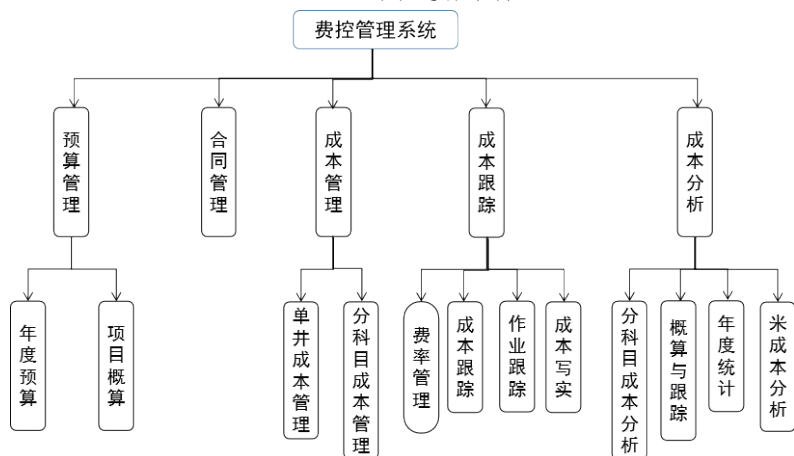 费控管理系统
预算管理
合同管理
成本管理
成本跟踪
成本分析
年度预算
项目概算
单井成本管理
分科目成本管理
费率管理
成本跟踪
作业跟踪
成本写实
分科目成本分析
概算与跟踪
年度统计
米成本分析